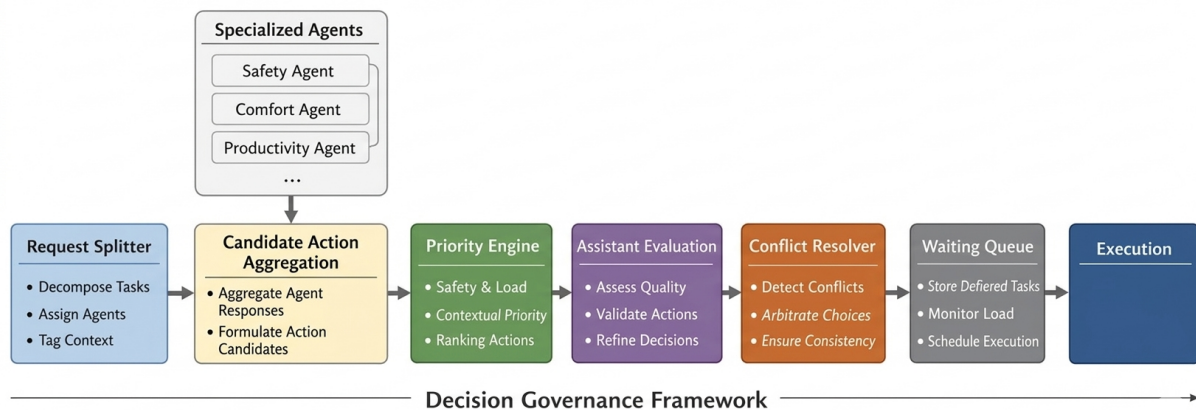 Specialized Agents
Safety Agent
Comfort Agent
Productivity Agent
...
Request Splitter
• Decompose Tasks
• Assign Agents
• Tag Context
Candidate Action
Aggregation
• Aggregate Agent
Responses
• Formulate Action
Candidates
Priority Engine
• Safety & Load
• Contextual Priority
• Ranking Actions
Assistant Evaluation
• Assess Quality
• Validate Actions
• Refine Decisions
Conflict Resolver
• Detect Conflicts
• Arbitrate Choices
• Ensure Consistency
Waiting Queue
• Store Defiered Tasks
• Monitor Load
• Schedule Execution
Execution
Decision Governance Framework